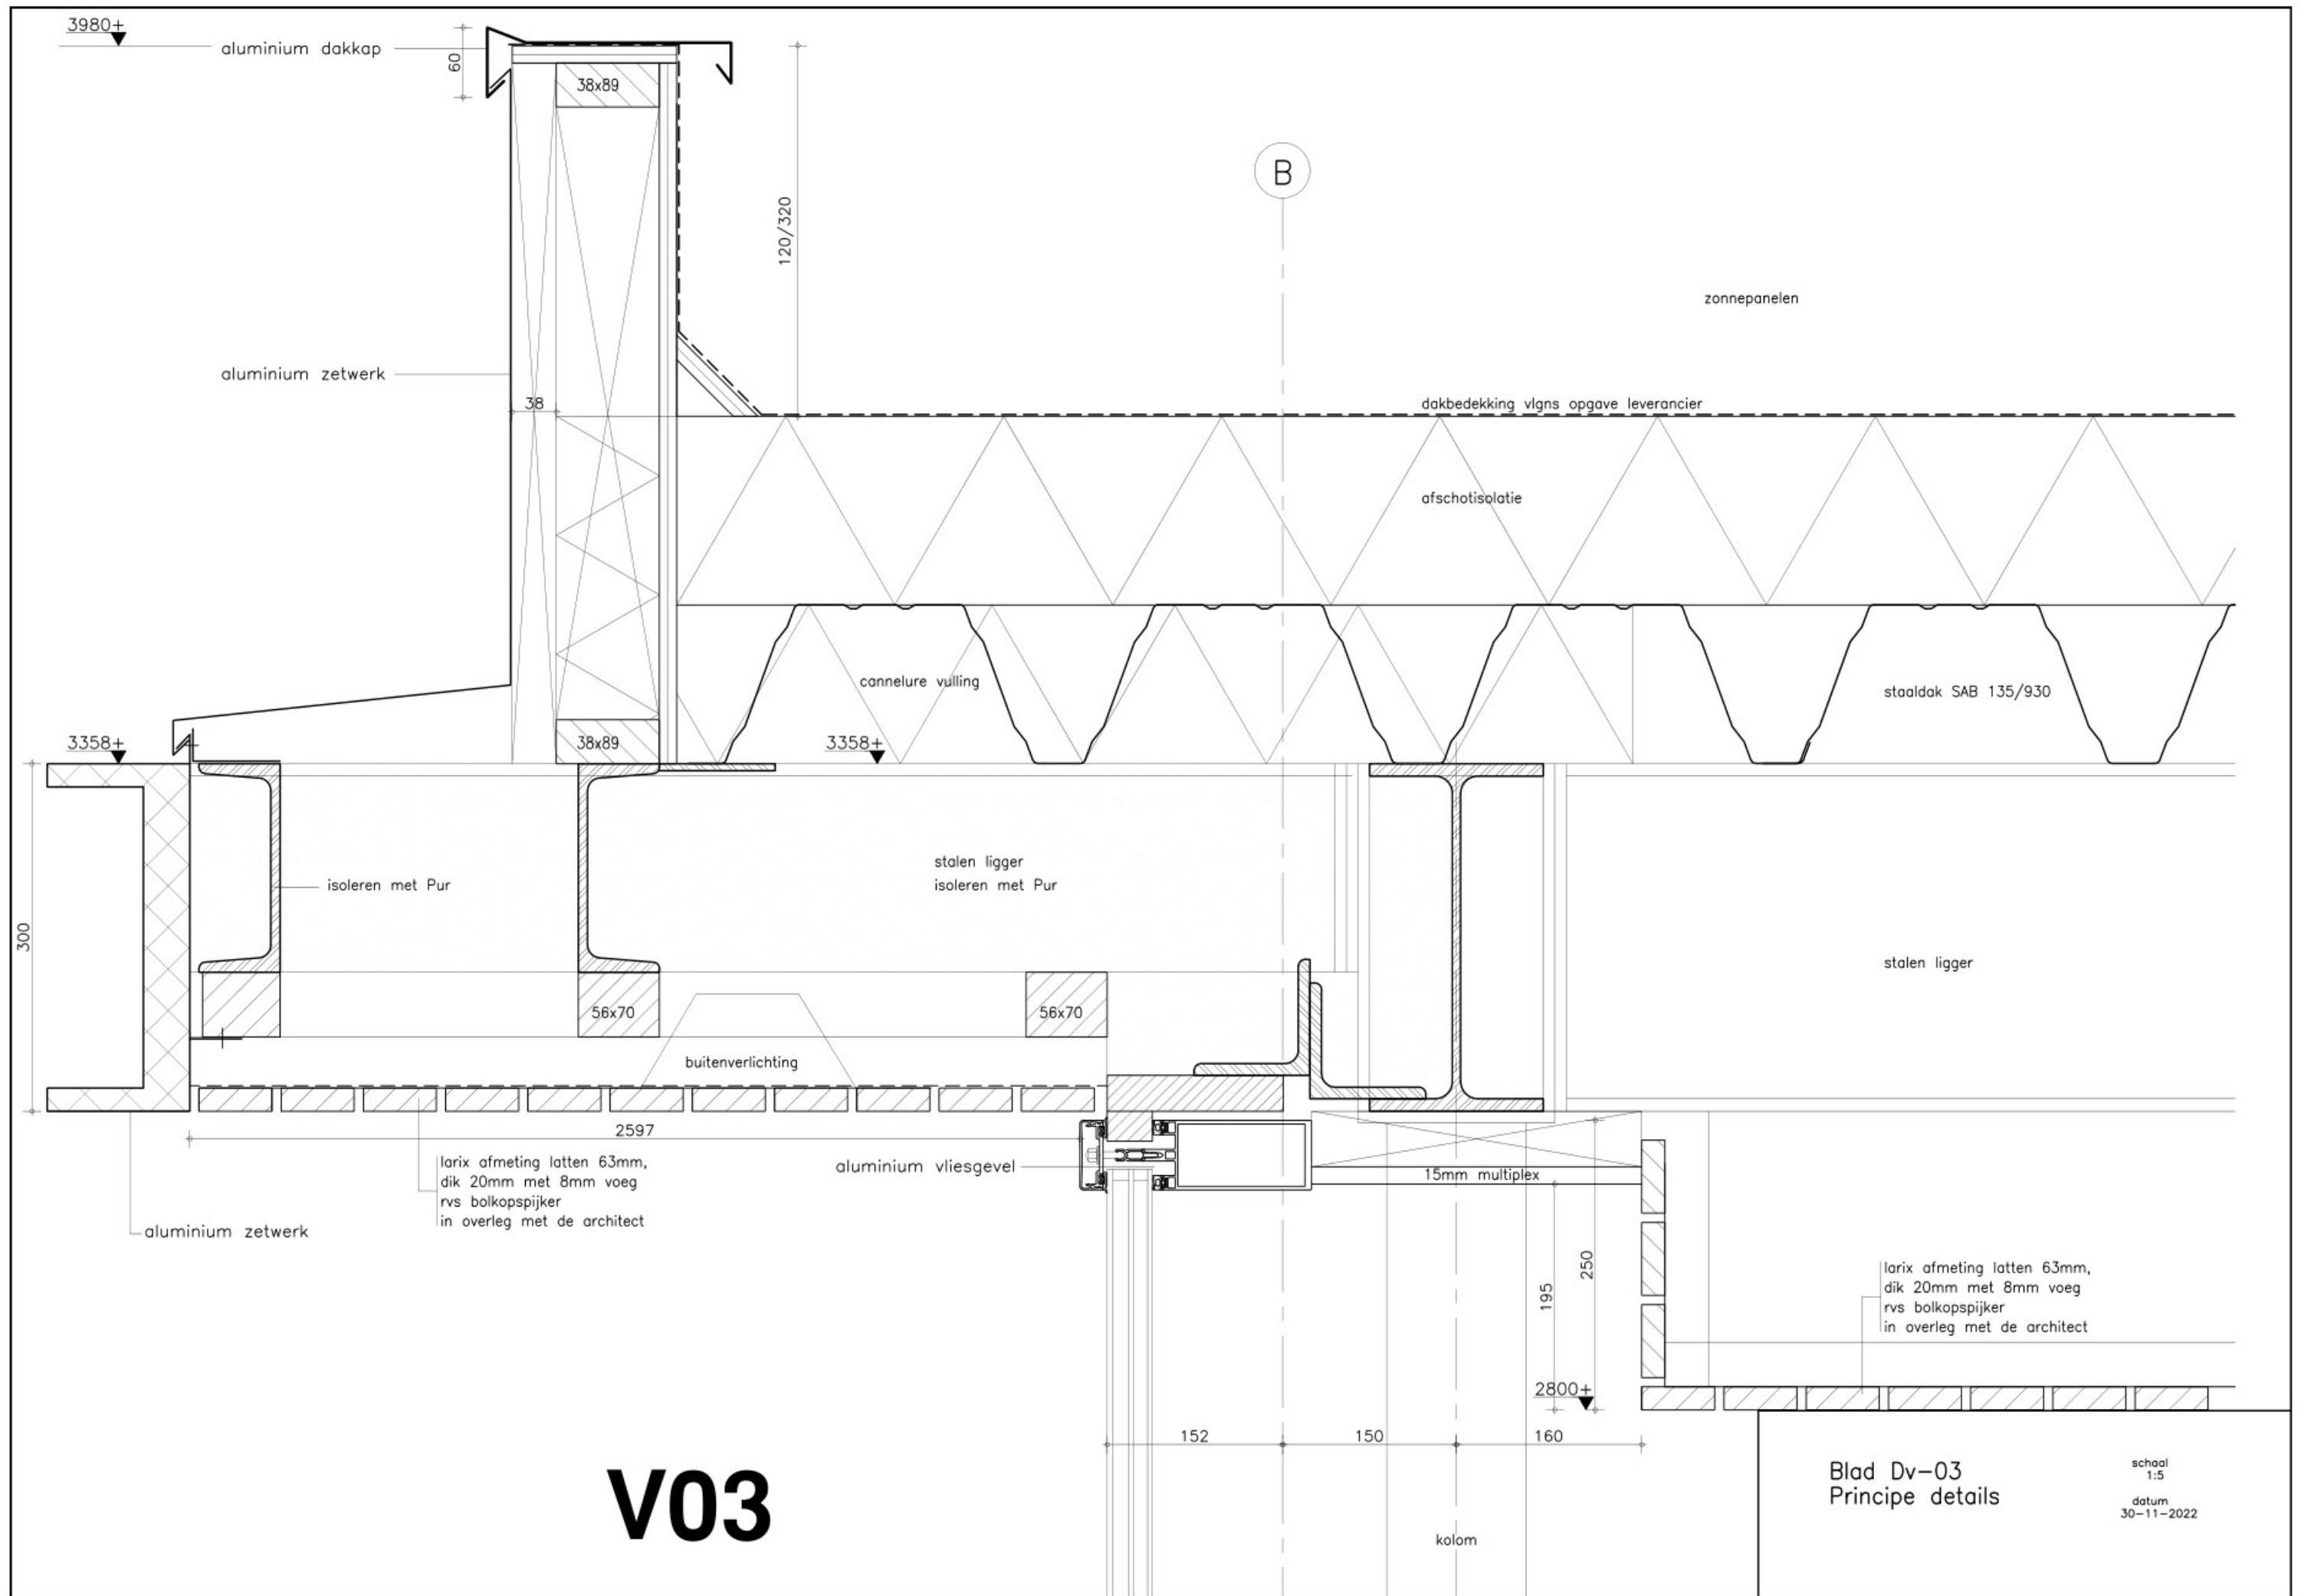 3980+
aluminium dakkap
60
38x89
B
120/320
zonnepanelen
aluminium zetwerk
38
dakbedekking vlgns opgave leverancier
afschotisolatie
cannelure vulling
staaldak SAB 135/930
3358+
38x89
3358+
stalen ligger
isoleren met Pur
isoleren met Pur
300
stalen ligger
56x70
56x70
buitenverlichting
2597
larix afmeting latten 63mm,
dik 20mm met 8mm voeg
rvs bolkopspijker
in overleg met de architect
aluminium vliesgevel
15mm multiplex
aluminium zetwerk
250
195
larix afmeting latten 63mm,
dik 20mm met 8mm voeg
rvs bolkopspijker
in overleg met de architect
2800+
152
150
160
V03
kolom
Blad Dv-03
Principe details
schaal
1:5
datum
30-11-2022